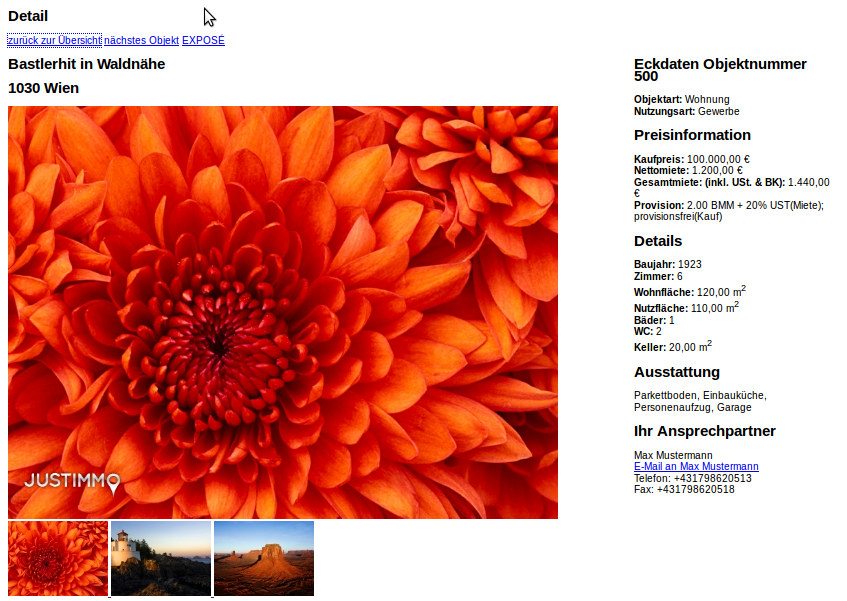 Detail
zurück zur Übersicht nächstes Objekt EXPOSÉ
Bastlerhit in Waldnähe
1030 Wien
JUSTIMMO
Eckdaten Objektnummer
500
Objektart: Wohnung
Nutzungsart: Gewerbe
Preisinformation
Kaufpreis: 100.000,00 €
Nettomiete: 1.200,00 €
Gesamtmiete: (inkl. USt. & BK): 1.440,00
€
Provision: 2.00 BMM + 20% UST(Miete);
provisionsfrei(Kauf)
Details
Baujahr: 1923
Zimmer: 6
Wohnfläche: 120,00 m²
Nutzfläche: 110,00 m²
Bäder: 1
WC: 2
Keller: 20,00 m²
Ausstattung
Parkettboden, Einbauküche,
Personenaufzug, Garage
Ihr Ansprechpartner
Max Mustermann
E-Mail an Max Mustermann
Telefon: +431798620513
Fax: +431798620518